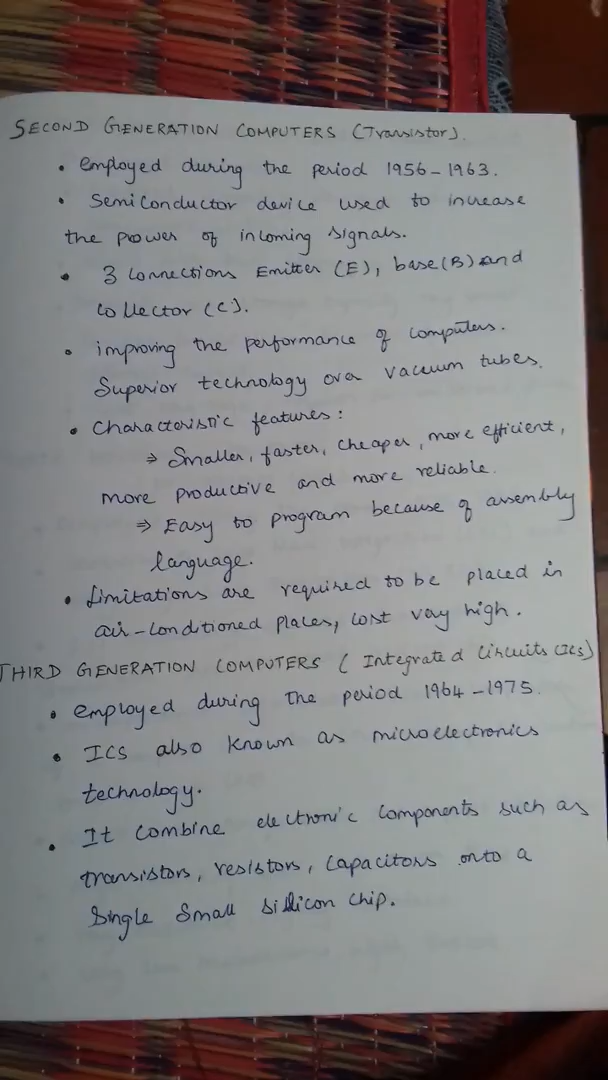 SECOND GENERATION COMPUTERS (Transistor).
• employed during the period 1956-1963.
• Semiconductor device used to increase
the power of incoming signals.
• 3 Connections Emitter (E), base(B) and
collector (C).
• improving the performance of computers.
Superior technology over vacuum tubes.
• Characteristic features:
⇒ Smaller, faster, cheaper, more efficient,
more productive and more reliable.
⇒ Easy to program because of assembly
language.
• Limitations are required to be placed in
air-conditioned places, cost very high.
THIRD GENERATION COMPUTERS (Integrated Circuits (ICs)
• employed during the period 1964-1975.
• ICS also known as microelectronics
technology.
• It combine electronic components such as
transistors, resistors, capacitors onto a
Single Small Silicon chip.